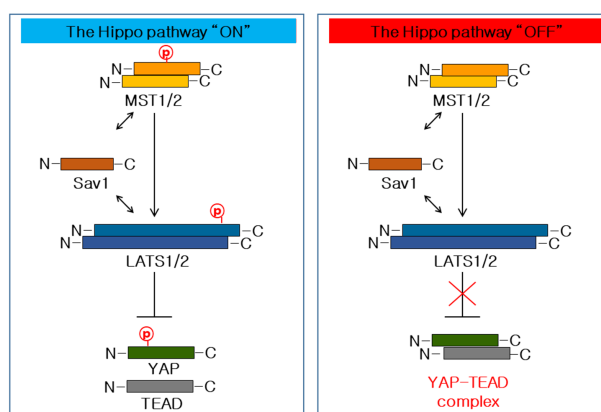 The Hippo pathway “ON”
p
N C
N C
MST1/2
N C
Sav1
p
N C
N C
LATS1/2
p
N C
YAP
N C
TEAD
The Hippo pathway “OFF”
N C
N C
MST1/2
N C
Sav1
N C
N C
LATS1/2
N C
N C
YAP-TEAD
complex